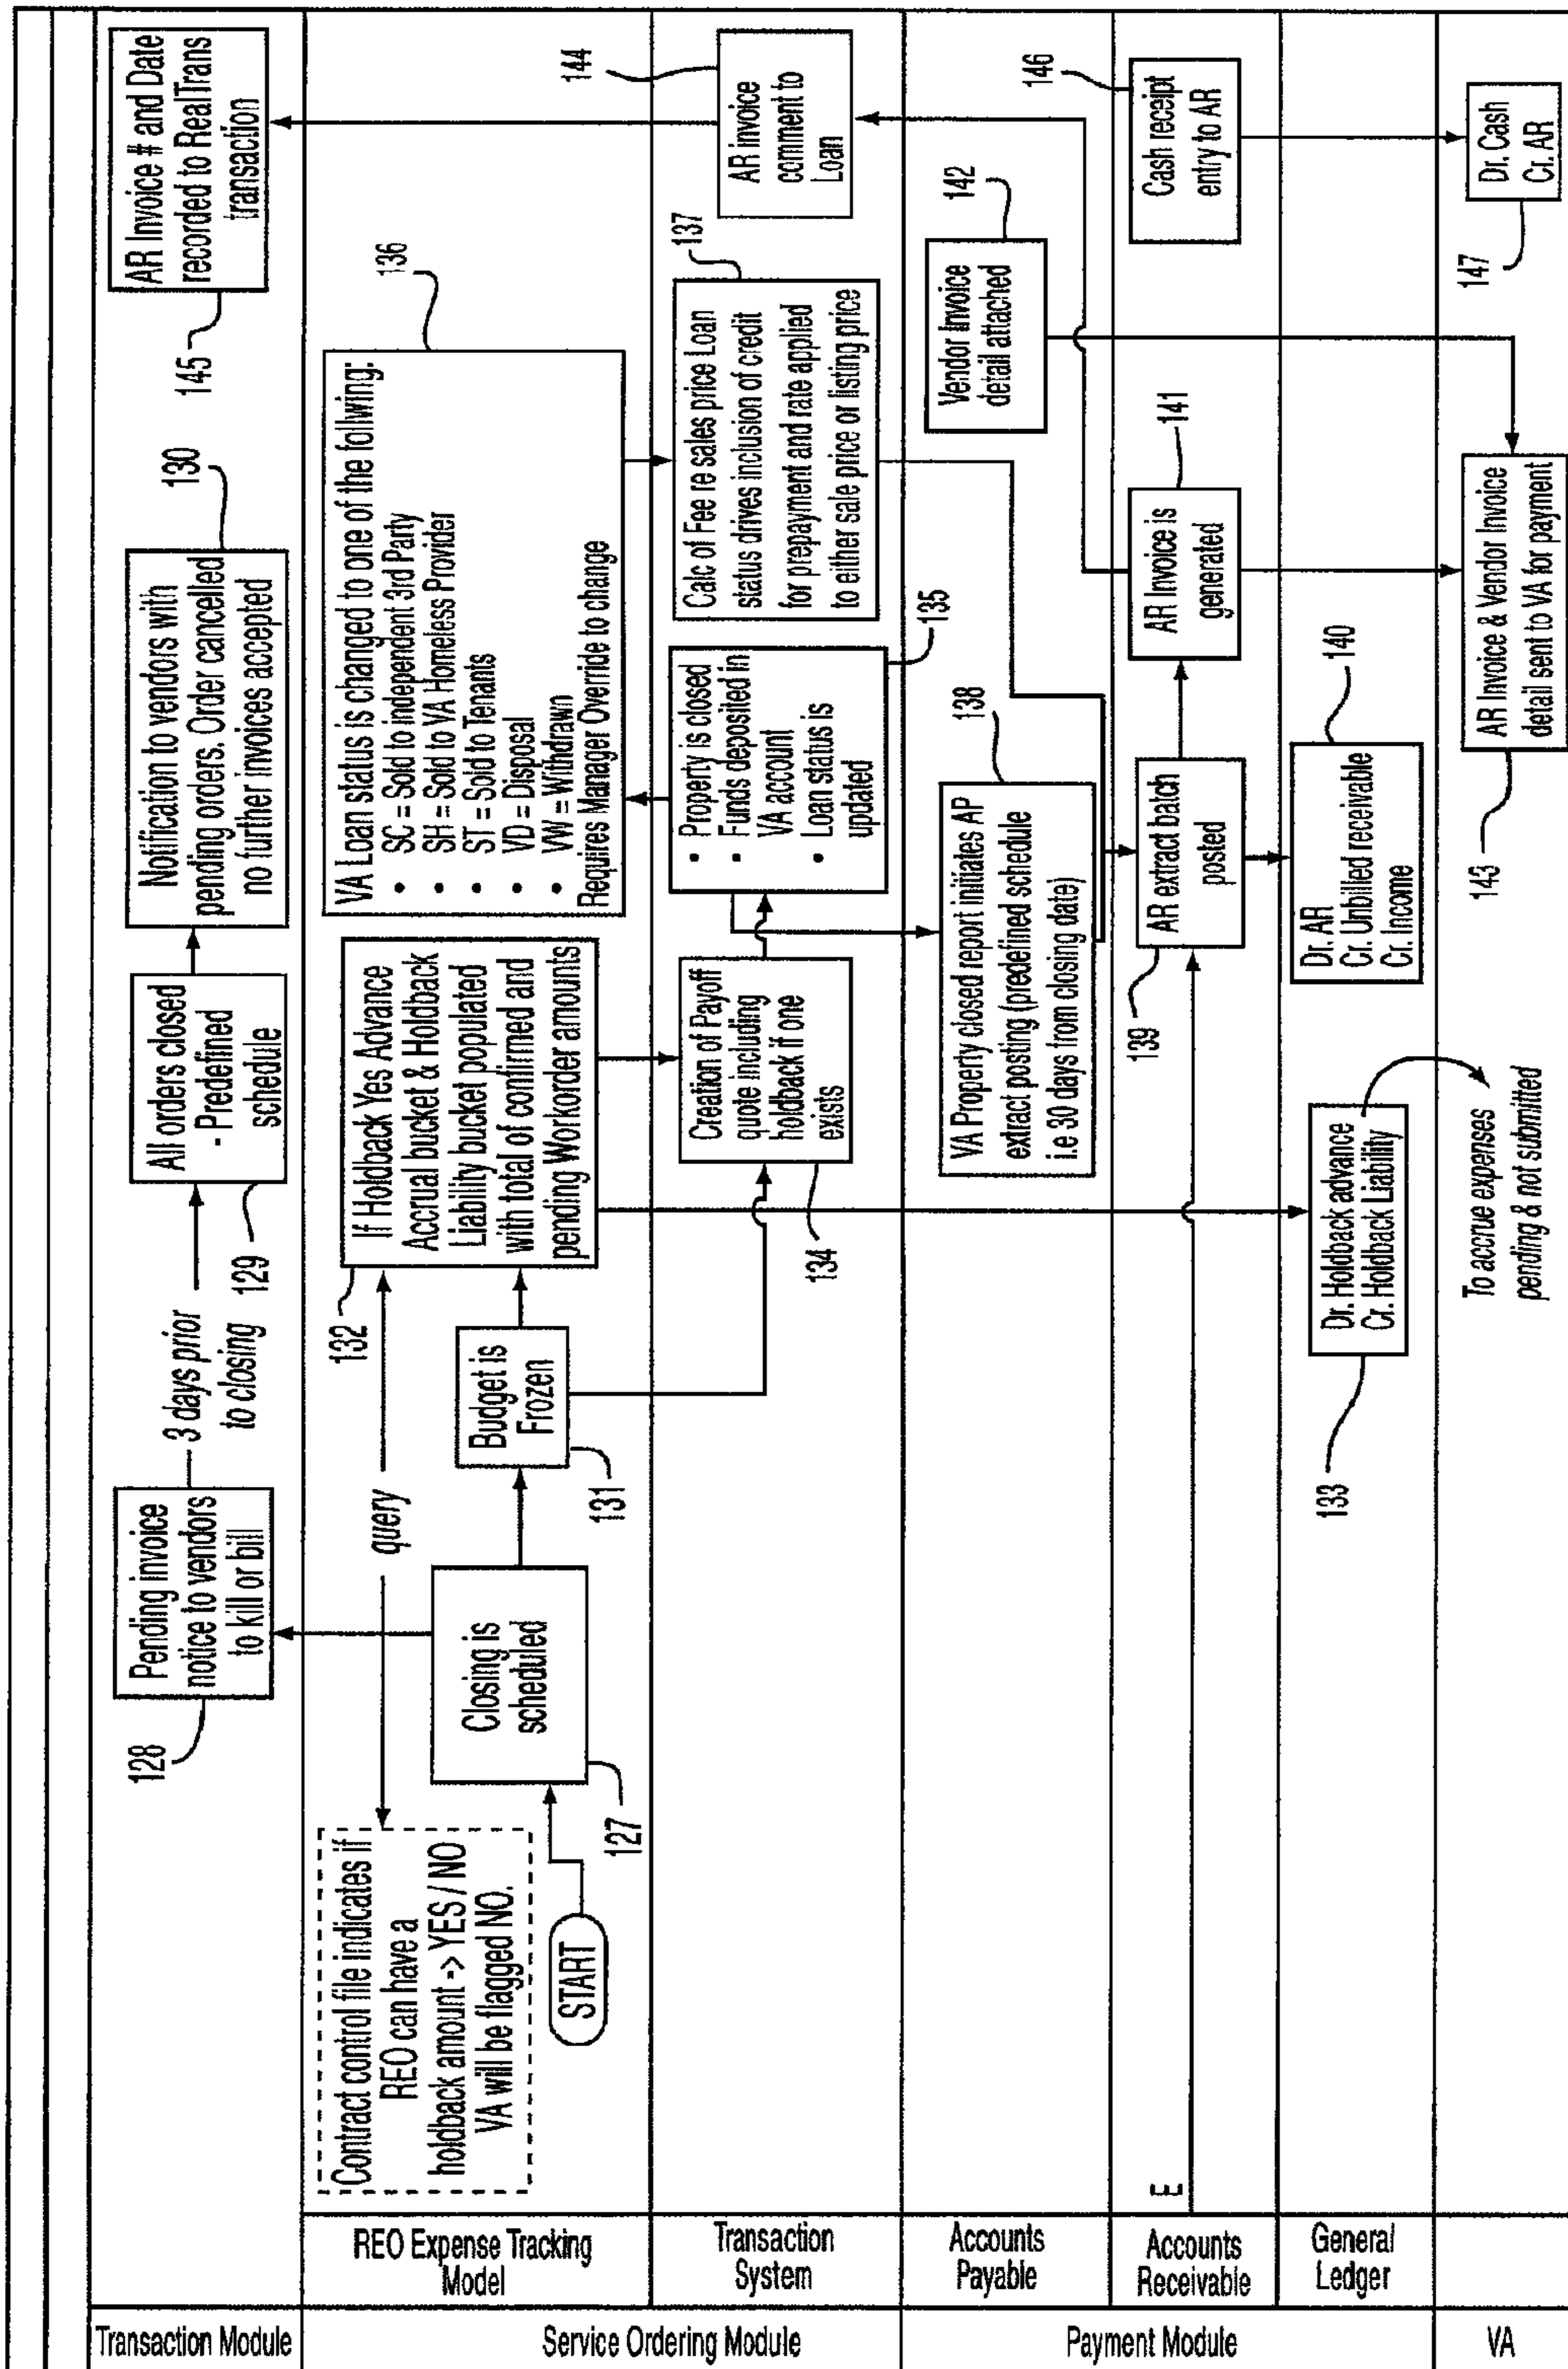 Transaction Module
Pending invoice
notice to vendors
to kill or bill
128
3 days prior
to closing
All orders closed
- Predefined
schedule
129
Notification to vendors with
pending orders. Order cancelled
no further invoices accepted
130
AR Invoice # and Date
recorded to RealTrans
transaction
145
Service Ordering Module
REO Expense Tracking
Model
Contract control file indicates if
REO can have a
holdback amount -> YES / NO
VA will be flagged NO.
START
query
Closing is
scheduled
127
Budget is
Frozen
131
132
If Holdback Yes Advance
Accrual bucket & Holdback
Liability bucket populated
with total of confirmed and
pending Workorder amounts
VA Loan status is changed to one of the follwing:
• SC = Sold to independent 3rd Party
• SH = Sold to VA Homeless Provider
• ST = Sold to Tenants
• VD = Disposal
• VW = Withdrawn
Requires Manager Override to change
136
Transaction
System
Creation of Payoff
quote including
holdback if one
exists
134
• Property is closed
• Funds deposited in
VA account
• Loan status is
updated
135
Calc of Fee re sales price Loan
status drives inclusion of credit
for prepayment and rate applied
to either sale price or listing price
137
AR invoice
comment to
Loan
144
Payment Module
Accounts
Payable
VA Property closed report initiates AP
extract posting (predefined schedule
i.e 30 days from closing date)
138
Vendor Invoice
detail attached
142
Accounts
Receivable
E
139
AR extract batch
posted
AR Invoice is
generated
141
Cash receipt
entry to AR
146
General
Ledger
Dr. Holdback advance
Cr. Holdback Liability
133
Dr. AR
Cr. Unbilled receivable
Cr. Income
140
VA
To accrue expenses
pending & not submitted
AR Invoice & Vendor Invoice
detail sent to VA for payment
143
Dr. Cash
Cr. AR
147